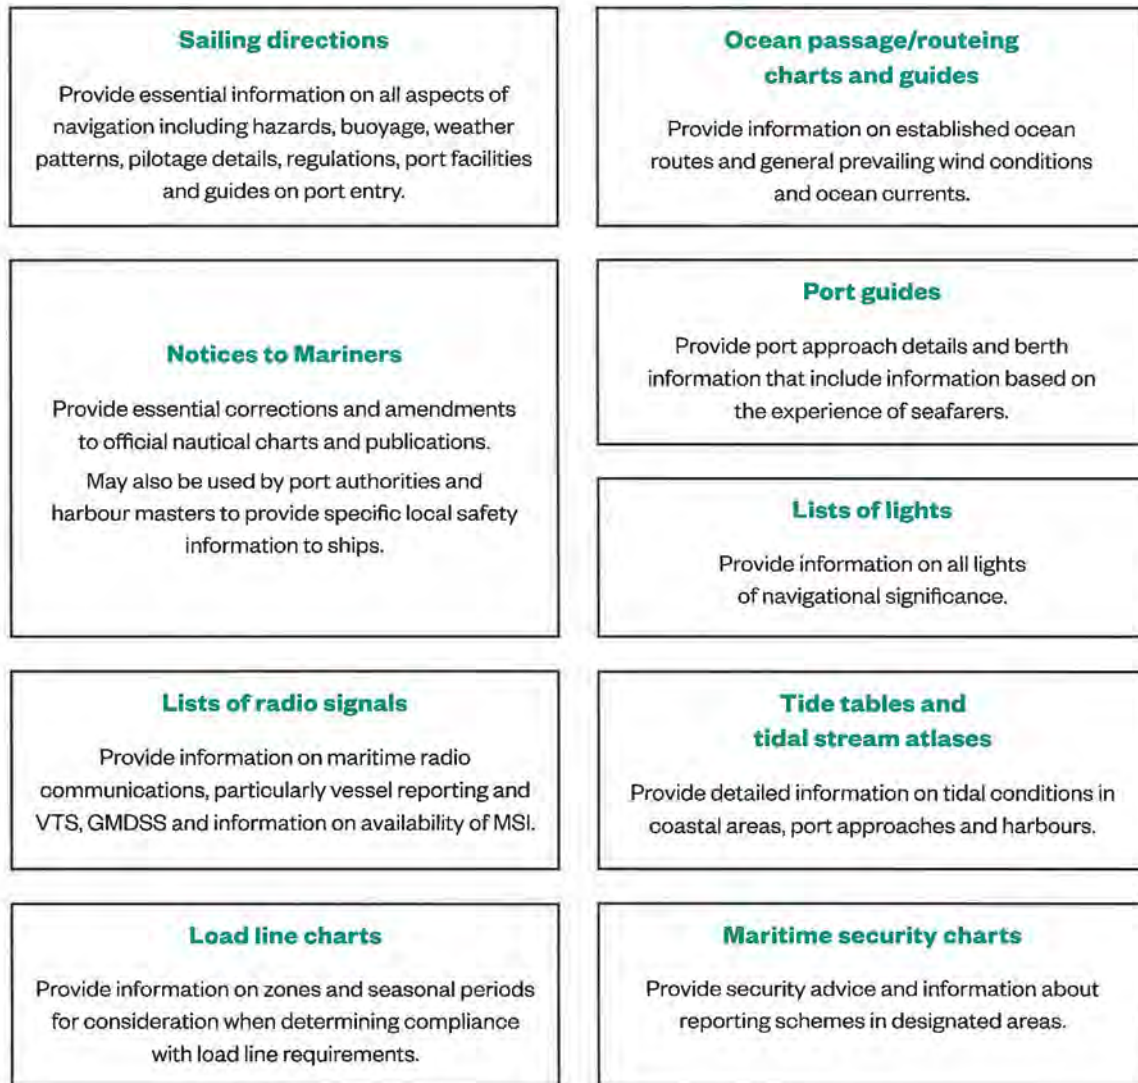 Sailing directions
Provide essential information on all aspects of
navigation including hazards, buoyage, weather
patterns, pilotage details, regulations, port facilities
and guides on port entry.
Ocean passage/routeing
charts and guides
Provide information on established ocean
routes and general prevailing wind conditions
and ocean currents.
Notices to Mariners
Provide essential corrections and amendments
to official nautical charts and publications.
May also be used by port authorities and
harbour masters to provide specific local safety
information to ships.
Port guides
Provide port approach details and berth
information that include information based on
the experience of seafarers.
Lists of lights
Provide information on all lights
of navigational significance.
Lists of radio signals
Provide information on maritime radio
communications, particularly vessel reporting and
VTS, GMDSS and information on availability of MSI.
Tide tables and
tidal stream atlases
Provide detailed information on tidal conditions in
coastal areas, port approaches and harbours.
Load line charts
Provide information on zones and seasonal periods
for consideration when determining compliance
with load line requirements.
Maritime security charts
Provide security advice and information about
reporting schemes in designated areas.